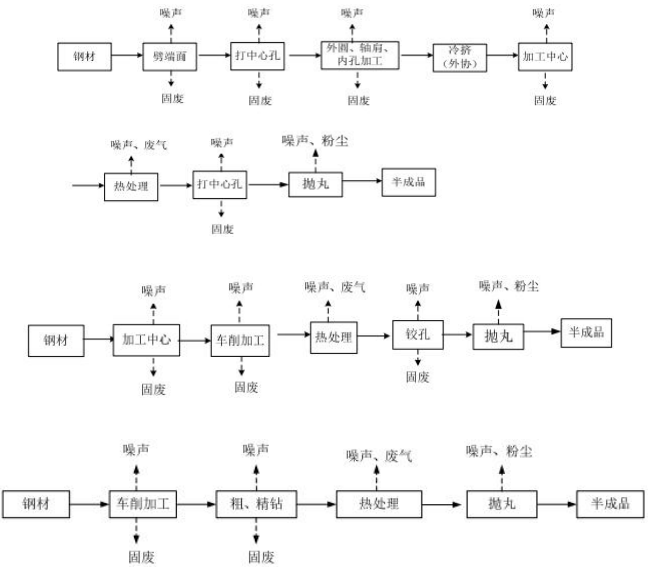 噪声 噪声 噪声 噪声
钢材 劈端面 打中心孔 外圆、轴肩、内孔加工 冷挤（外协） 加工中心
固废 固废 固废 固废
噪声、废气 噪声 噪声、粉尘
热处理 打中心孔 抛丸 半成品
固废
噪声 噪声 噪声、废气 噪声 噪声、粉尘
钢材 加工中心 车削加工 热处理 铰孔 抛丸 半成品
固废 固废 固废
噪声 噪声 噪声、废气 噪声、粉尘
钢材 车削加工 粗、精钻 热处理 抛丸 半成品
固废 固废